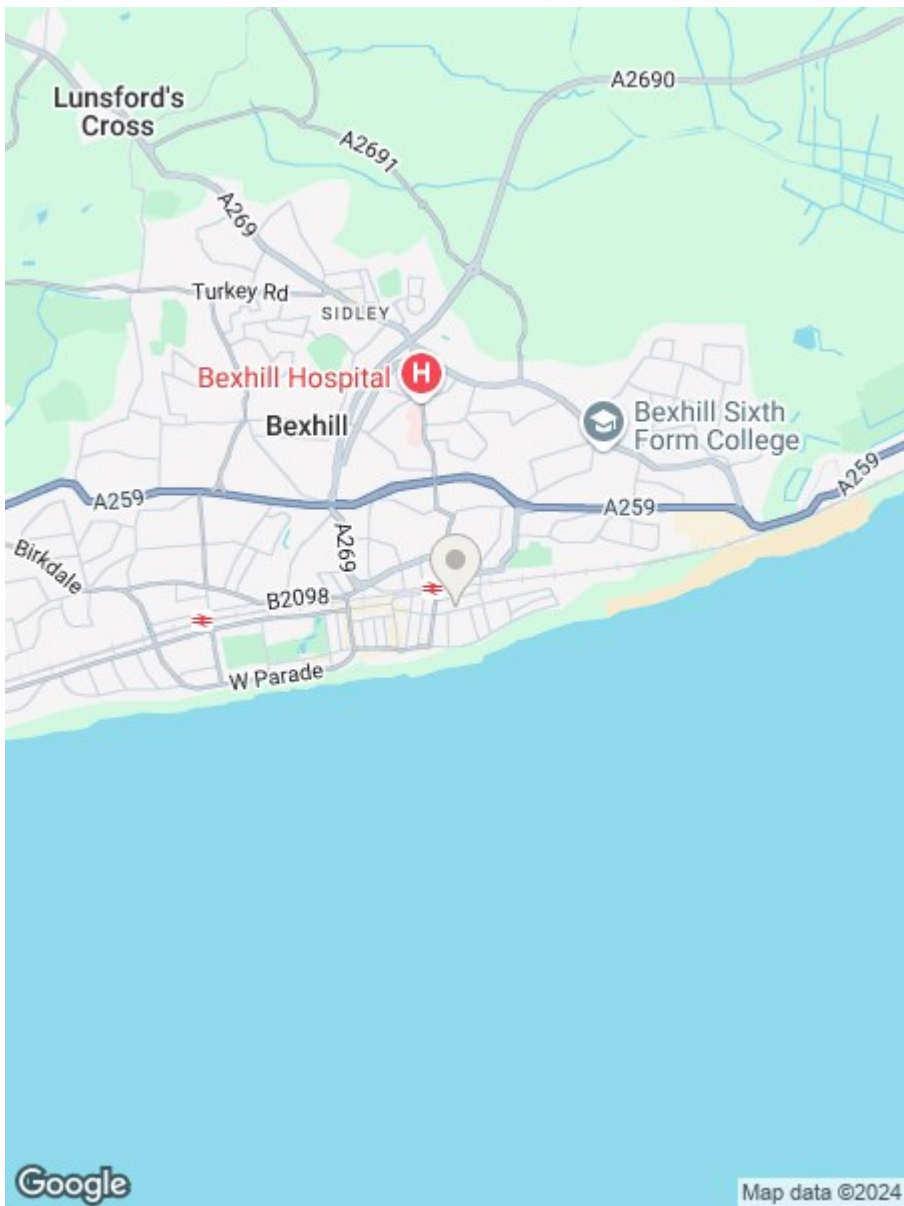 A2690
Lunsford's
Cross
A2691
A269
Turkey Rd
SIDLEY
Bexhill Hospital
H
Bexhill
Bexhill Sixth
Form College
A259
A259
A259
A269
Birkdale
B2098
W Parade
Google
Map data ©2024